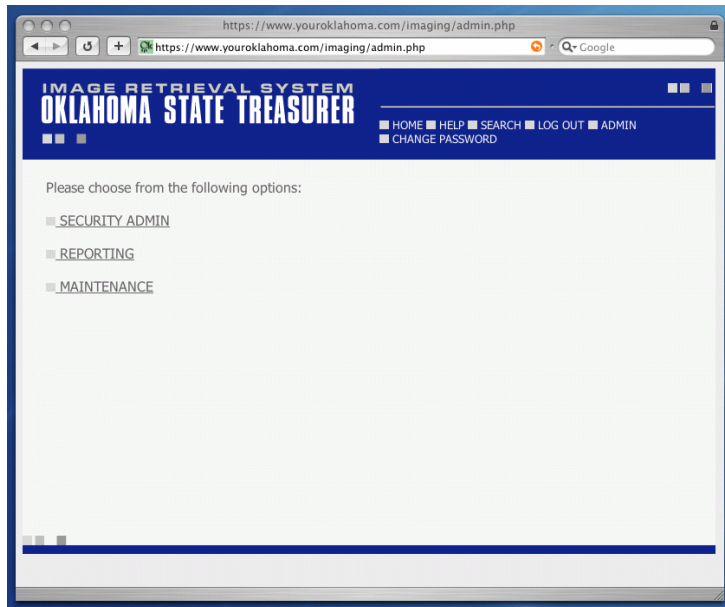 https://www.youroklahoma.com/imaging/admin.php
https://www.youroklahoma.com/imaging/admin.php
Google
IMAGE RETRIEVAL SYSTEM
OKLAHOMA STATE TREASURER
HOME HELP SEARCH LOG OUT ADMIN
CHANGE PASSWORD
Please choose from the following options:
SECURITY ADMIN
REPORTING
MAINTENANCE